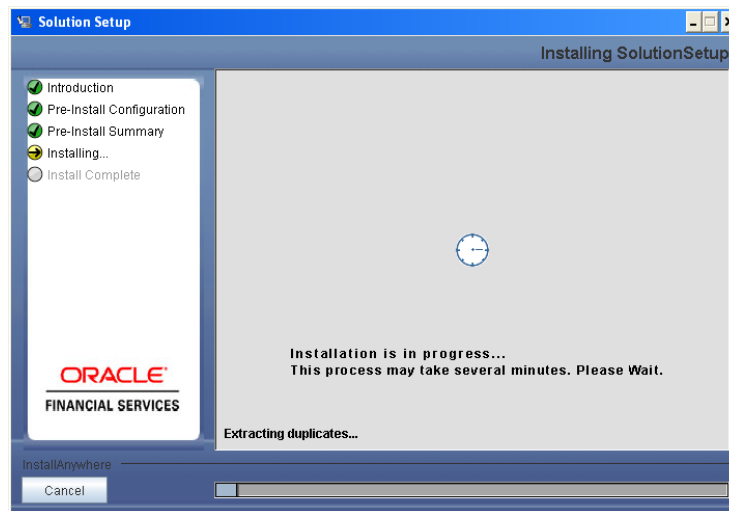 Solution Setup
Installing SolutionSetup
Introduction
Pre-Install Configuration
Pre-Install Summary
Installing...
Install Complete
Installation is in progress...
This process may take several minutes. Please Wait.
ORACLE
FINANCIAL SERVICES
Extracting duplicates...
InstallAnywhere
Cancel